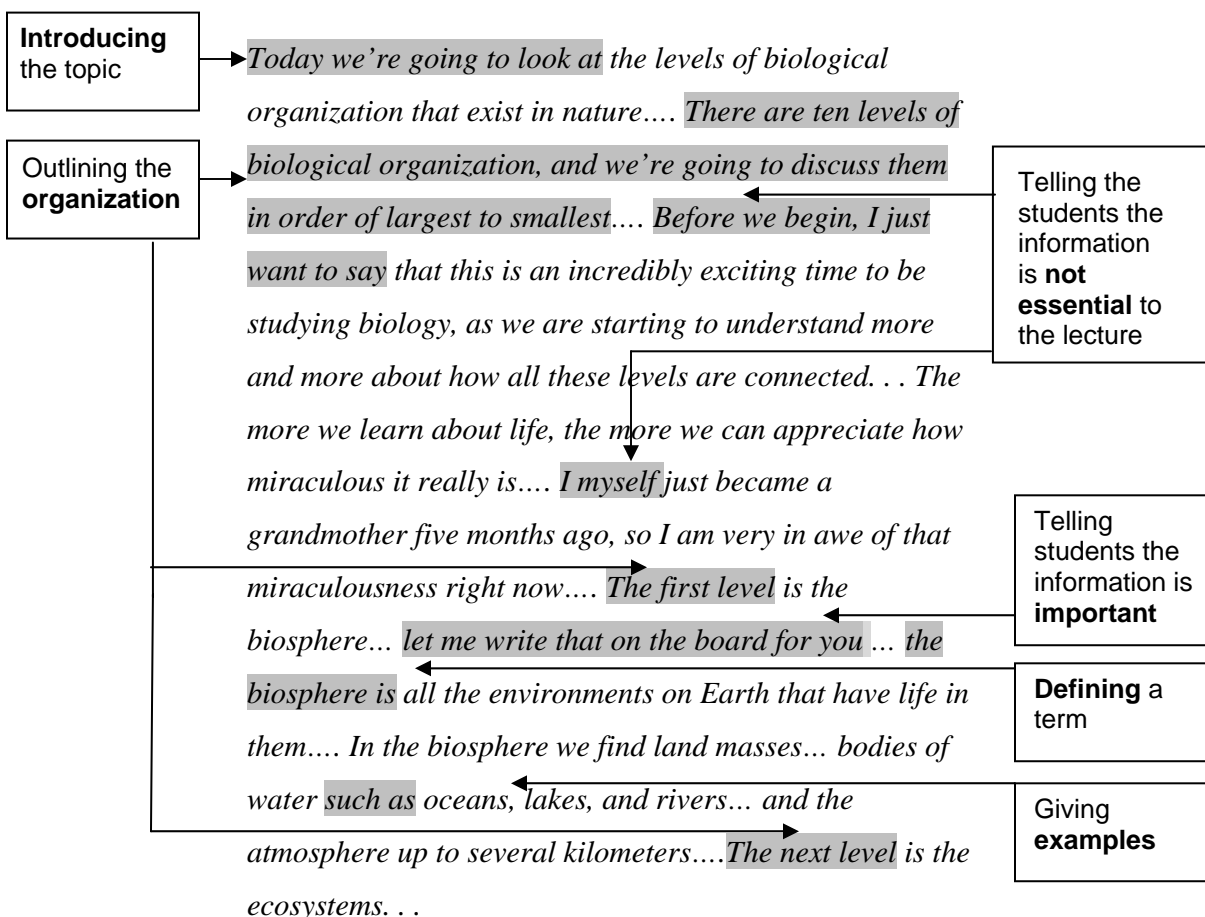 Introducing
the topic
Outlining the
organization
Today we’re going to look at the levels of biological
organization that exist in nature…. There are ten levels of
biological organization, and we’re going to discuss them
in order of largest to smallest…. Before we begin, I just
want to say that this is an incredibly exciting time to be
studying biology, as we are starting to understand more
and more about how all these levels are connected. . . The
more we learn about life, the more we can appreciate how
miraculous it really is…. I myself just became a
grandmother five months ago, so I am very in awe of that
miraculousness right now…. The first level is the
biosphere… let me write that on the board for you … the
biosphere is all the environments on Earth that have life in
them…. In the biosphere we find land masses… bodies of
water such as oceans, lakes, and rivers… and the
atmosphere up to several kilometers….The next level is the
ecosystems. . .
Telling the
students the
information
is not
essential to
the lecture
Telling
students the
information is
important
Defining a
term
Giving
examples